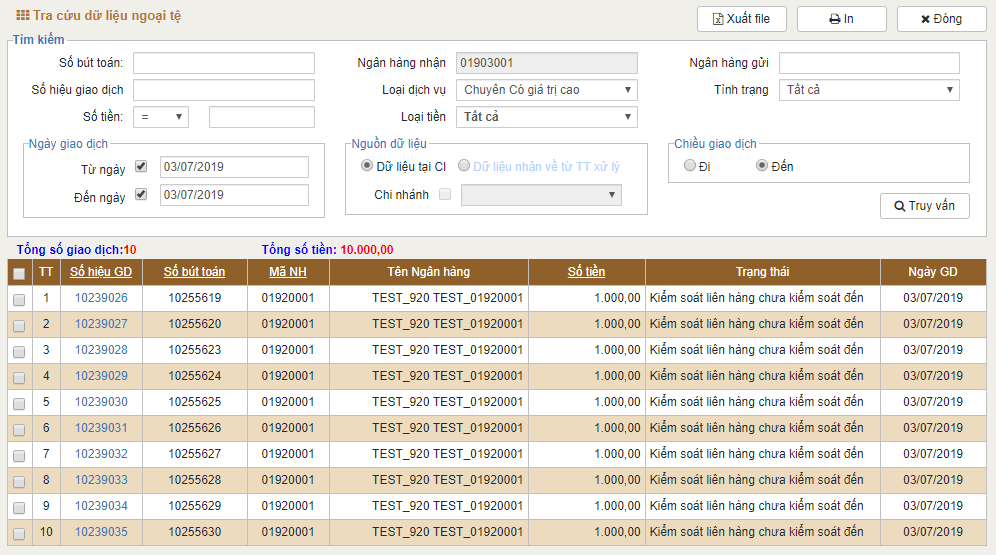 Tra cứu dữ liệu ngoại tệ
Xuất file
In
Đóng
Tìm kiếm
Số bút toán:
Ngân hàng nhận
01903001
Ngân hàng gửi
Số hiệu giao dịch
Loại dịch vụ
Chuyển Có giá trị cao
Tình trạng
Tất cả
Số tiền:
=
Loại tiền
Tất cả
Ngày giao dịch
Từ ngày
03/07/2019
Đến ngày
03/07/2019
Nguồn dữ liệu
Dữ liệu tại CI
Dữ liệu nhận về từ TT xử lý
Chi nhánh
Chiều giao dịch
Đi
Đến
Truy vấn
Tổng số giao dịch:10
Tổng số tiền: 10.000,00
TT Số hiệu GD Số bút toán Mã NH Tên Ngân hàng Số tiền Trạng thái Ngày GD
1 10239026 10255619 01920001 TEST_920 TEST_01920001 1.000,00 Kiểm soát liên hàng chưa kiểm soát đến 03/07/2019
2 10239027 10255620 01920001 TEST_920 TEST_01920001 1.000,00 Kiểm soát liên hàng chưa kiểm soát đến 03/07/2019
3 10239028 10255623 01920001 TEST_920 TEST_01920001 1.000,00 Kiểm soát liên hàng chưa kiểm soát đến 03/07/2019
4 10239029 10255624 01920001 TEST_920 TEST_01920001 1.000,00 Kiểm soát liên hàng chưa kiểm soát đến 03/07/2019
5 10239030 10255625 01920001 TEST_920 TEST_01920001 1.000,00 Kiểm soát liên hàng chưa kiểm soát đến 03/07/2019
6 10239031 10255626 01920001 TEST_920 TEST_01920001 1.000,00 Kiểm soát liên hàng chưa kiểm soát đến 03/07/2019
7 10239032 10255627 01920001 TEST_920 TEST_01920001 1.000,00 Kiểm soát liên hàng chưa kiểm soát đến 03/07/2019
8 10239033 10255628 01920001 TEST_920 TEST_01920001 1.000,00 Kiểm soát liên hàng chưa kiểm soát đến 03/07/2019
9 10239034 10255629 01920001 TEST_920 TEST_01920001 1.000,00 Kiểm soát liên hàng chưa kiểm soát đến 03/07/2019
10 10239035 10255630 01920001 TEST_920 TEST_01920001 1.000,00 Kiểm soát liên hàng chưa kiểm soát đến 03/07/2019